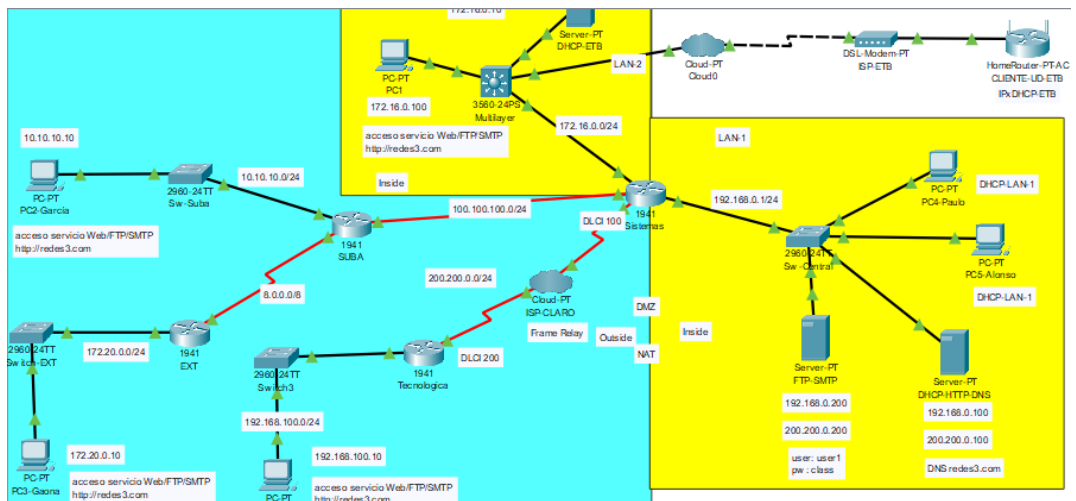 172.16.0.10
Server-PT
DHCP-ETB
PC-PT
PC1
172.16.0.100
3560-24PS
Multilayer
acceso servicio Web/FTP/SMTP
http://redes3.com
Inside
LAN-2
172.16.0.0/24
Cloud-PT
Cloud0
DSL-Modem-PT
ISP-ETB
HomeRouter-PT-AC
CLIENTE-UD-ETB
IPxDHCP-ETB
10.10.10.10
PC-PT
PC2-García
2960-24TT
Sw-Suba
10.10.10.0/24
acceso servicio Web/FTP/SMTP
http://redes3.com
1941
SUBA
100.100.100.0/24
DLCI 100
1941
Sistemas
192.168.0.1/24
LAN-1
PC-PT
PC4-Paulo
DHCP-LAN-1
2960-24TT
Sw-Central
PC-PT
PC5-Alonso
DHCP-LAN-1
8.0.0.0/8
200.200.0.0/24
Cloud-PT
ISP-CLARO
Frame Relay
DMZ
Outside
Inside
NAT
2960-24TT
Switch-EXT
172.20.0.0/24
1941
EXT
2960-24TT
Switch3
1941
Tecnologica
DLCI 200
Server-PT
FTP-SMTP
192.168.0.200
200.200.0.200
user: user1
pw : class
Server-PT
DHCP-HTTP-DNS
192.168.0.100
200.200.0.100
DNS redes3.com
192.168.100.0/24
172.20.0.10
PC-PT
PC3-Gaona
acceso servicio Web/FTP/SMTP
http://redes3.com
192.168.100.10
PC-PT
acceso servicio Web/FTP/SMTP
http://redes3.com